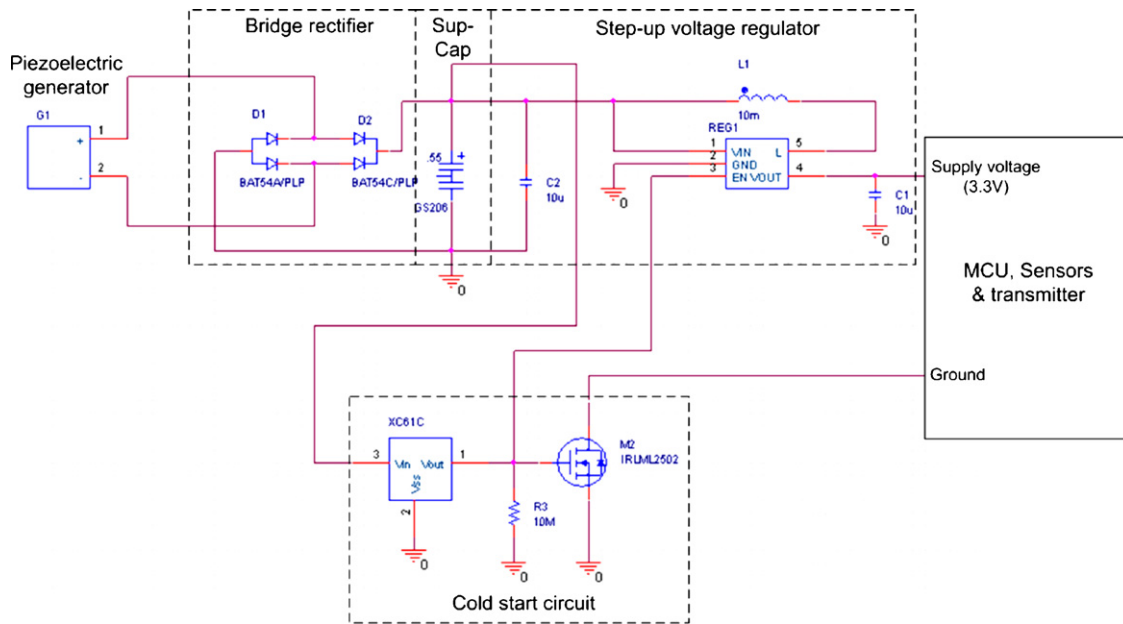 Bridge rectifier
Sup-
Cap
Step-up voltage regulator
Piezoelectric
generator
G1
+
-
1
2
D1
D2
BAT54A/PLP
BAT54C/PLP
.55
+
GS206
0
C2
10u
L1
10m
REG1
1
2
3
VIN
GND
EN VOUT
L
5
4
0
C1
10u
0
Supply voltage
(3.3V)
MCU, Sensors
& transmitter
Ground
XC61C
3
Vin
Vout
Vss
1
2
0
R3
10M
0
M2
IRLML2502
0
Cold start circuit